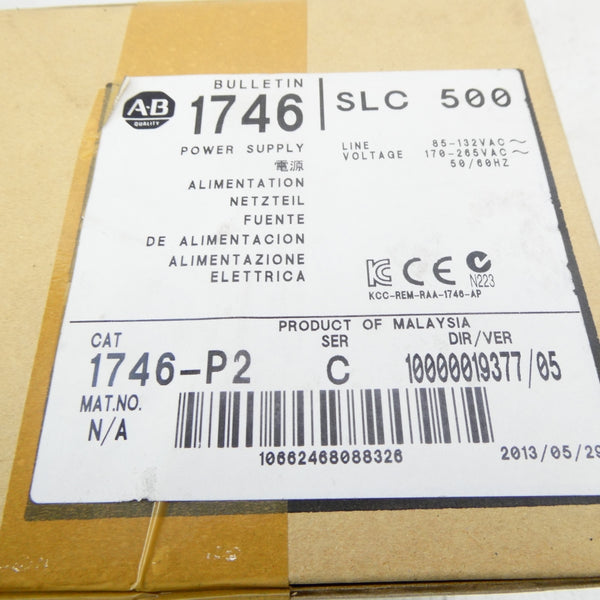 A-B
QUALITY
BULLETIN
1746
SLC 500
POWER SUPPLY
電源
ALIMENTATION
NETZTEIL
FUENTE
DE ALIMENTACION
ALIMENTAZIONE
ELETTRICA
LINE
VOLTAGE
85-132VAC ~
170-265VAC ~
50/60HZ
KC CE N223
KCC-REM-RAA-1746-AP
PRODUCT OF MALAYSIA
CAT SER DIR/VER
1746-P2 C 10000019377/05
MAT.NO.
N/A
10662468088326
2013/05/29